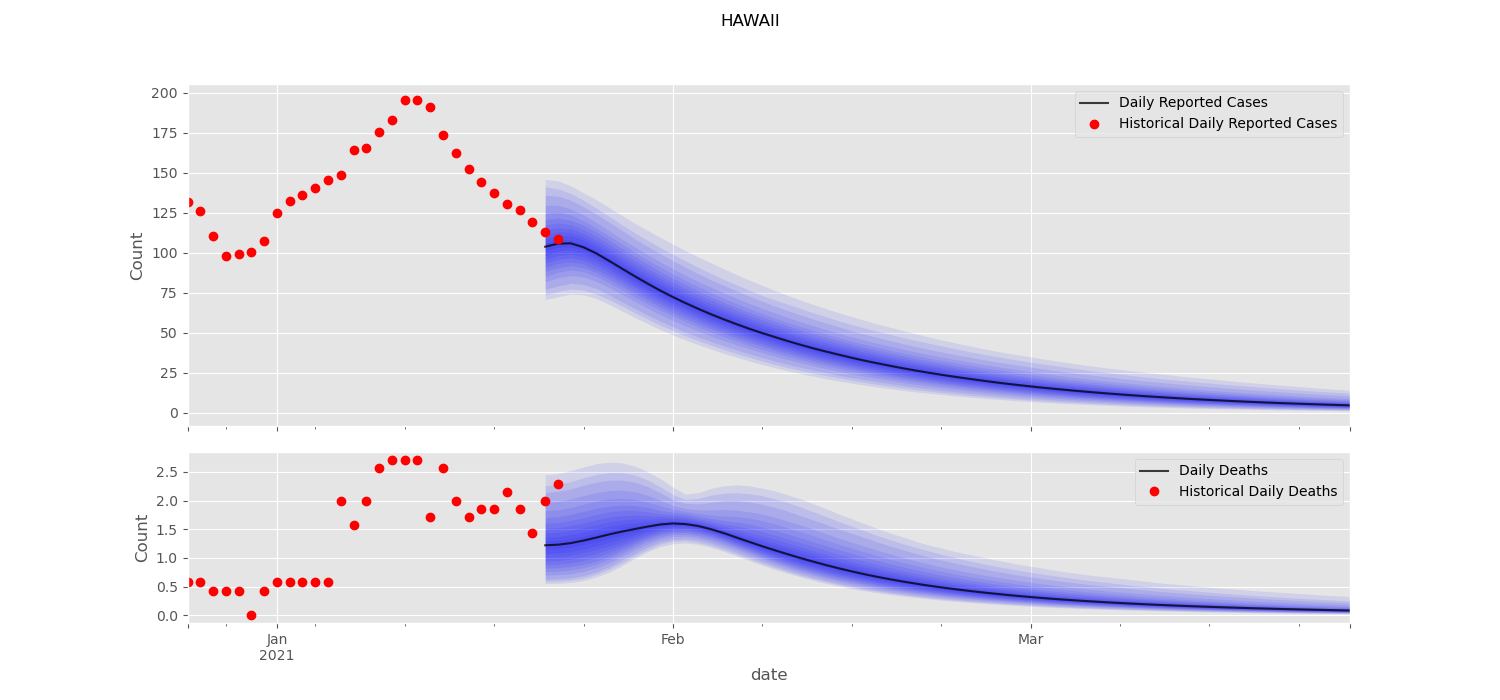 HAWAII
200
175
150
125
100
75
50
25
0
Count
Daily Reported Cases
Historical Daily Reported Cases
2.5
2.0
1.5
1.0
0.5
0.0
Count
Daily Deaths
Historical Daily Deaths
Jan
2021
Feb
Mar
date